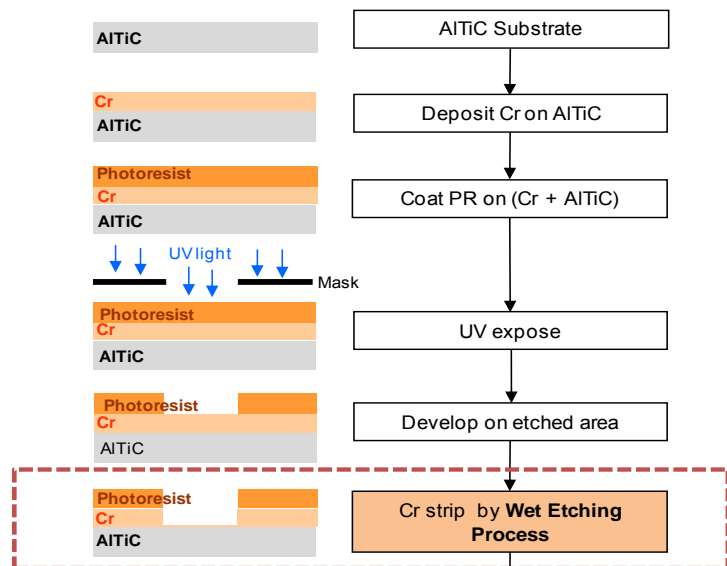 AlTiC
AlTiC Substrate
Cr
AlTiC
Deposit Cr on AlTiC
Photoresist
Cr
AlTiC
Coat PR on (Cr + AlTiC)
UV light
Mask
Photoresist
Cr
AlTiC
UV expose
Photoresist
Cr
AlTiC
Develop on etched area
Photoresist
Cr
AlTiC
Cr strip by Wet Etching
Process